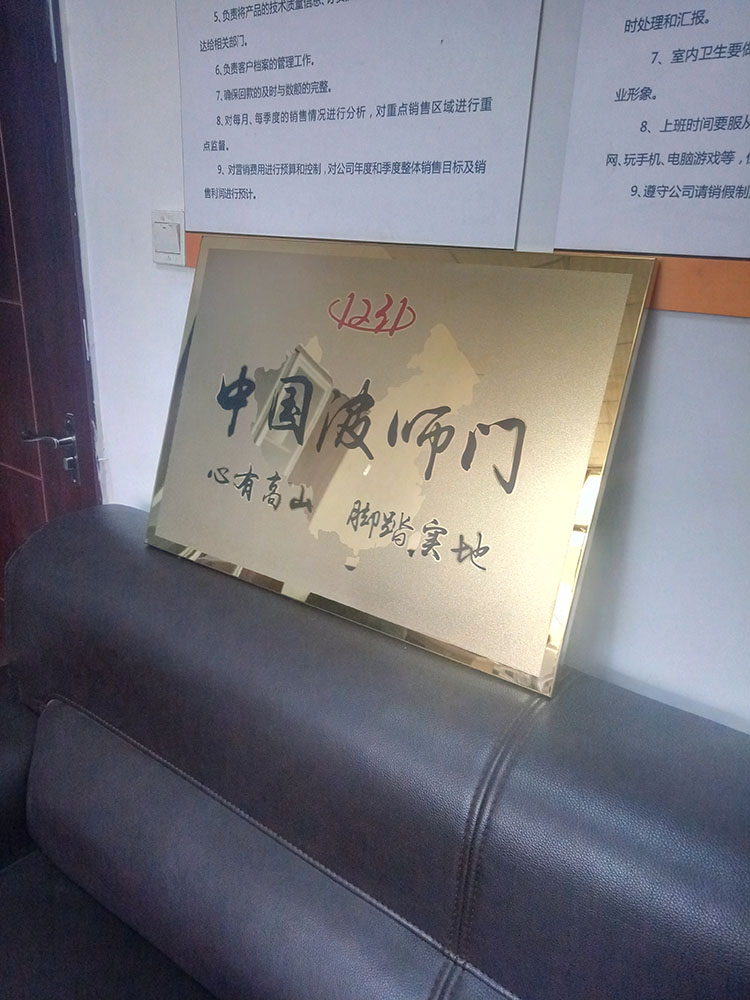 5、负责将产品的技术质量信息、
达给相关部门。
6、负责客户档案的管理工作。
7、确保回款的及时与数额的完整。
8、对每月、每季度的销售情况进行分析，对重点销售区域进行重
点监督。
9、对营销费用进行预算和控制，对公司年度和季度整体销售目标及销
售利润进行预计。
时处理和汇报。
7、室内卫生要做
业形象。
8、上班时间要服从
网、玩手机、电脑游戏等，
9、遵守公司请销假制
中国凌师门
心有高山 脚踏实地